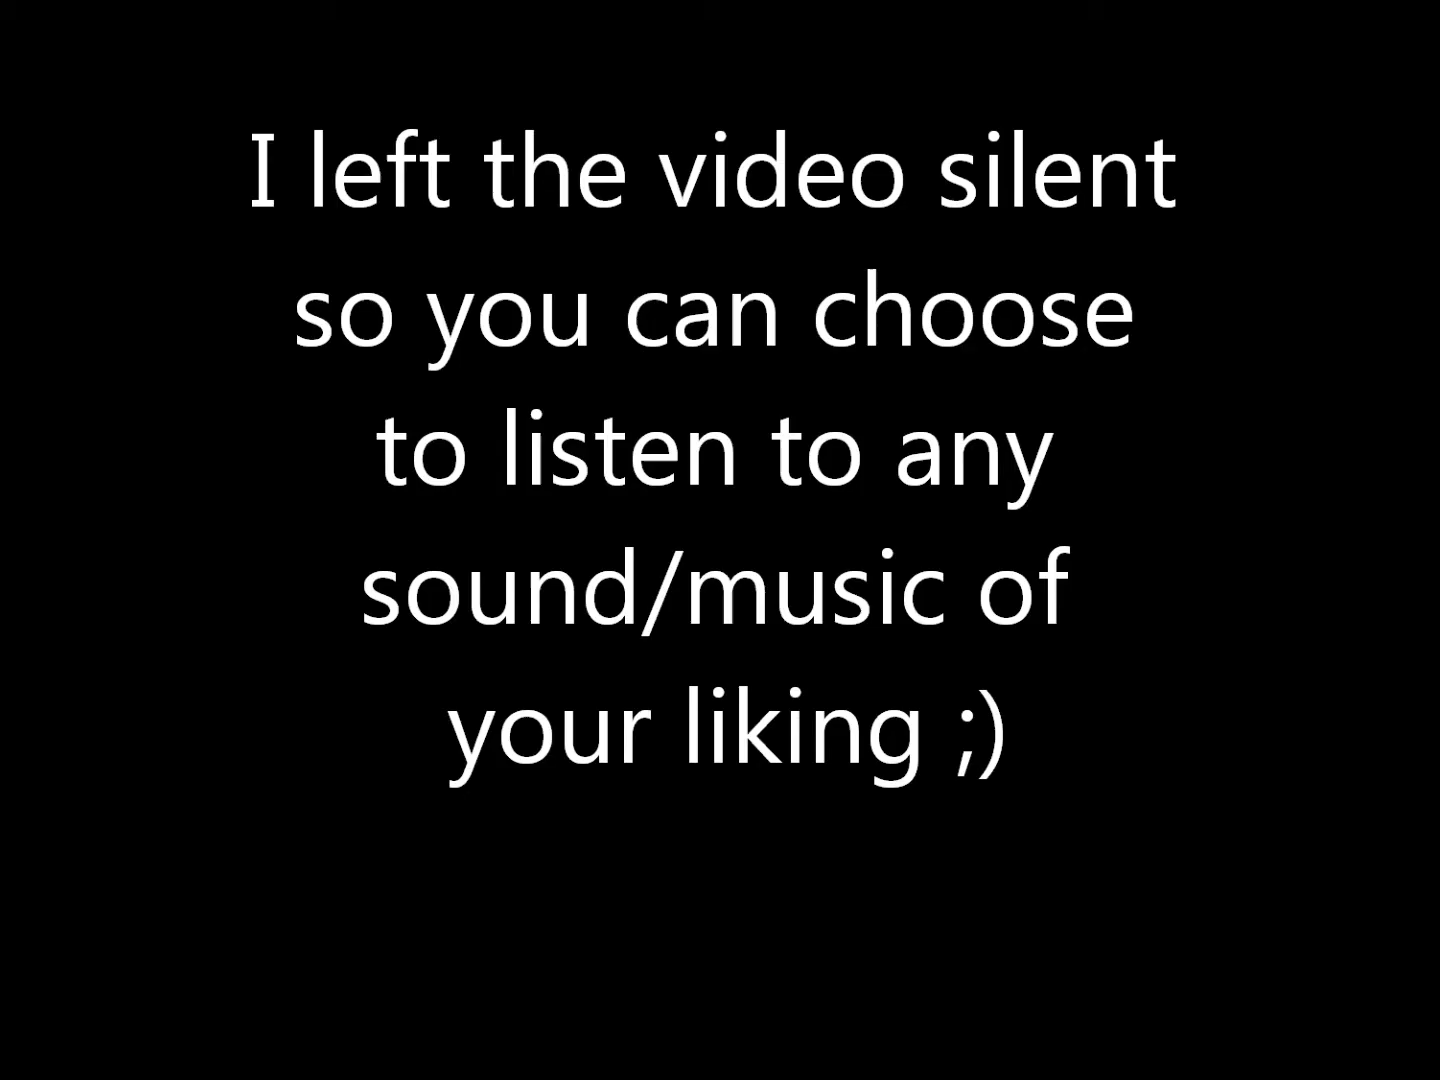 I left the video silent
so you can choose
to listen to any
sound/music of
your liking ;)